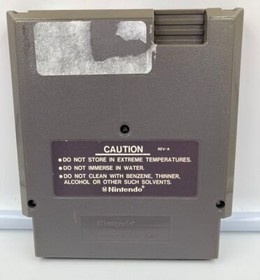 CAUTION REV-A
• DO NOT STORE IN EXTREME TEMPERATURES.
• DO NOT IMMERSE IN WATER.
• DO NOT CLEAN WITH BENZENE, THINNER,
ALCOHOL OR OTHER SUCH SOLVENTS.
Nintendo